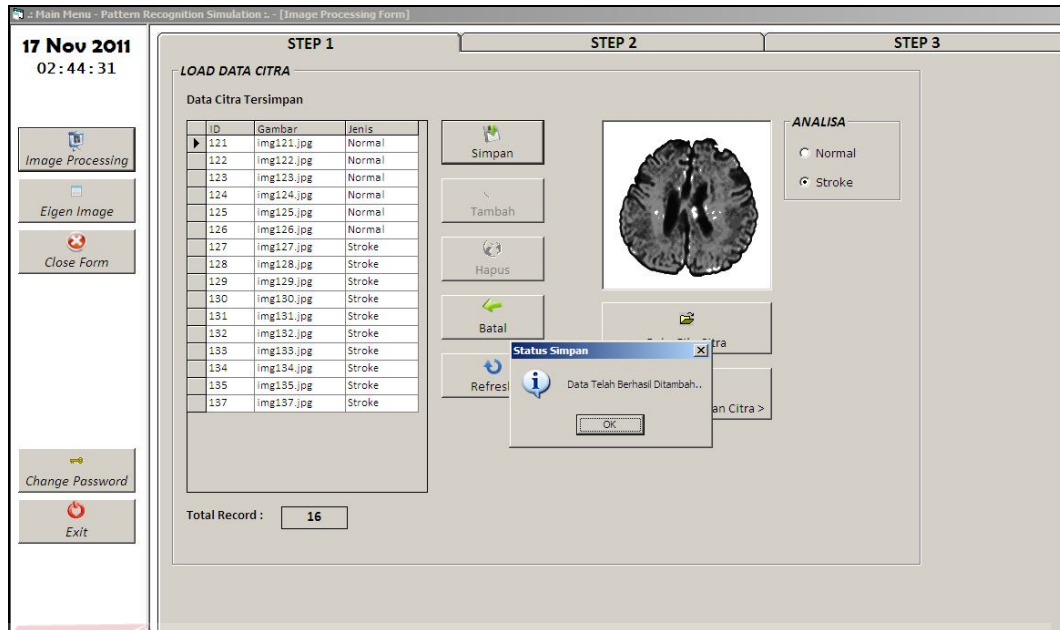 .: Main Menu - Pattern Recognition Simulation :. - [Image Processing Form]
17 Nov 2011
02:44:31
Image Processing
Eigen Image
Close Form
Change Password
Exit
STEP 1 STEP 2 STEP 3
LOAD DATA CITRA
Data Citra Tersimpan
ID Gambar Jenis
121 img121.jpg Normal
122 img122.jpg Normal
123 img123.jpg Normal
124 img124.jpg Normal
125 img125.jpg Normal
126 img126.jpg Normal
127 img127.jpg Stroke
128 img128.jpg Stroke
129 img129.jpg Stroke
130 img130.jpg Stroke
131 img131.jpg Stroke
132 img132.jpg Stroke
133 img133.jpg Stroke
134 img134.jpg Stroke
135 img135.jpg Stroke
137 img137.jpg Stroke
Total Record : 16
Simpan
Tambah
Hapus
Batal
Refresh
ANALISA
Normal
Stroke
an Citra >
Status Simpan
Data Telah Berhasil Ditambah..
OK